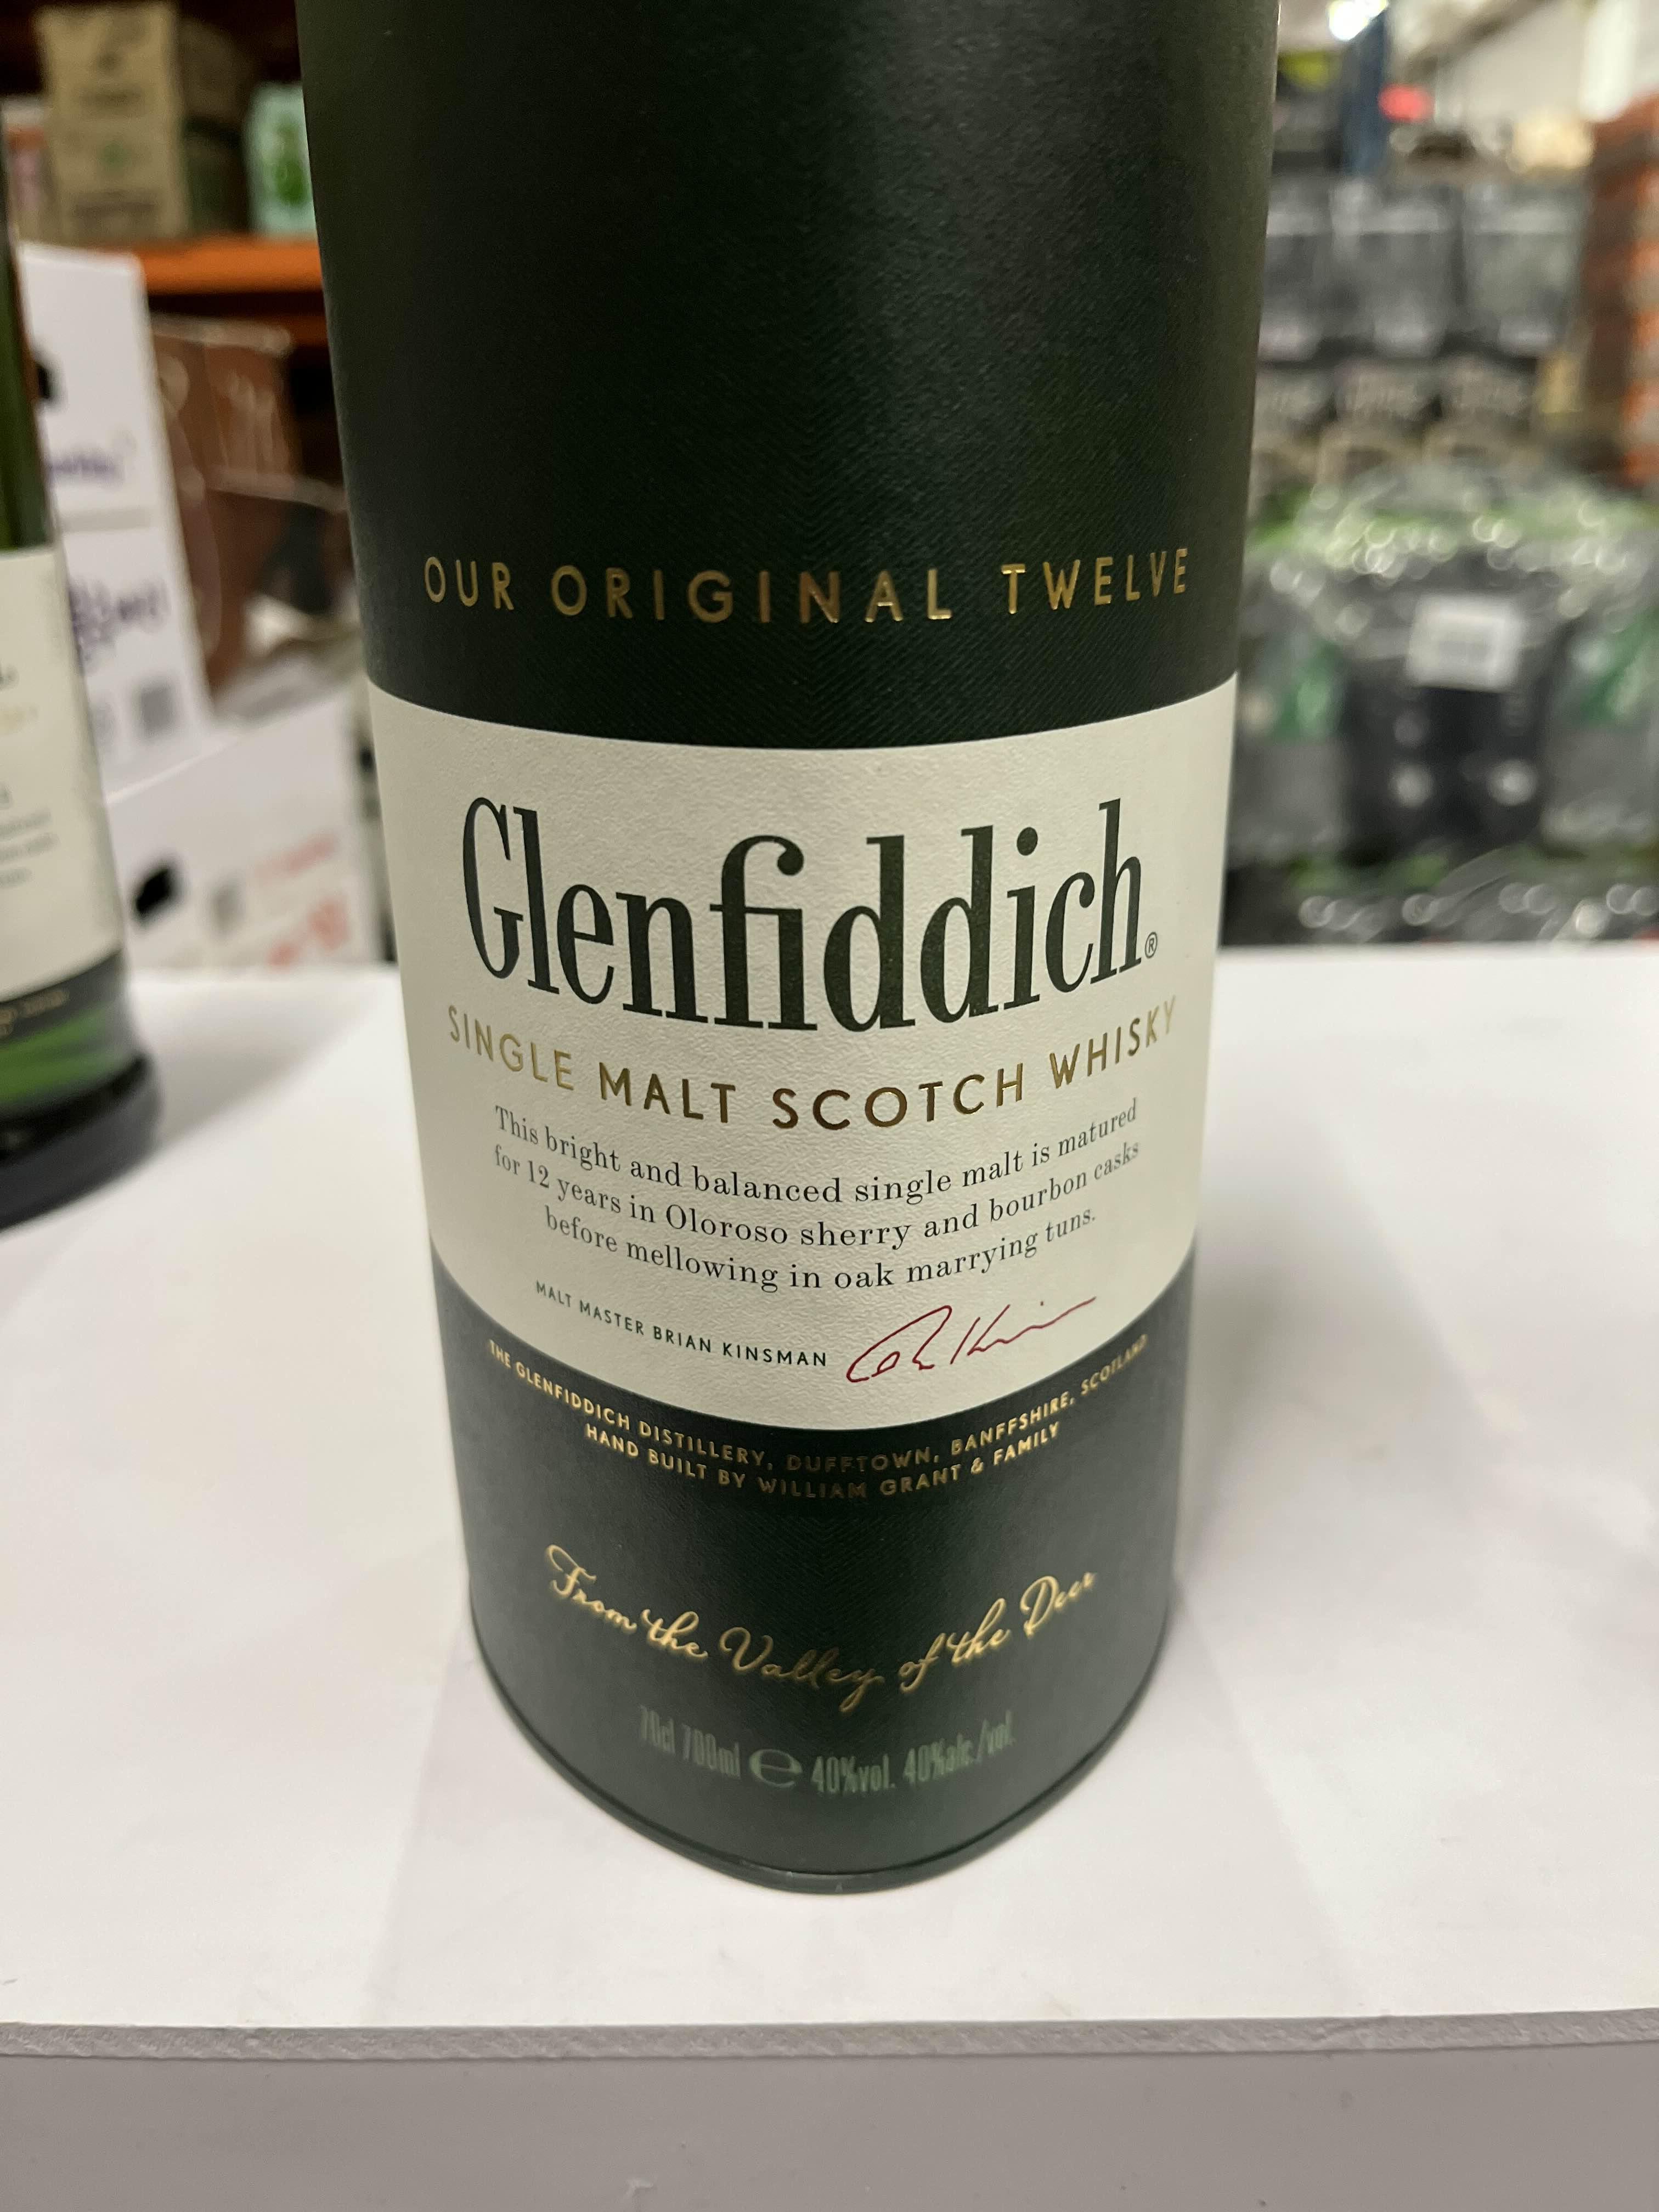 OUR ORIGINAL TWELVE
Glenfiddich®
SINGLE MALT SCOTCH WHISKY
This bright and balanced single malt is matured
for 12 years in Oloroso sherry and bourbon casks
before mellowing in oak marrying tuns.
MALT MASTER BRIAN KINSMAN
THE GLENFIDDICH DISTILLERY, DUFFTOWN, BANFFSHIRE, SCOTLAND
HAND BUILT BY WILLIAM GRANT & FAMILY
From the Valley of the Deer
70cl 700ml ℮ 40%vol. 40%alc./vol.